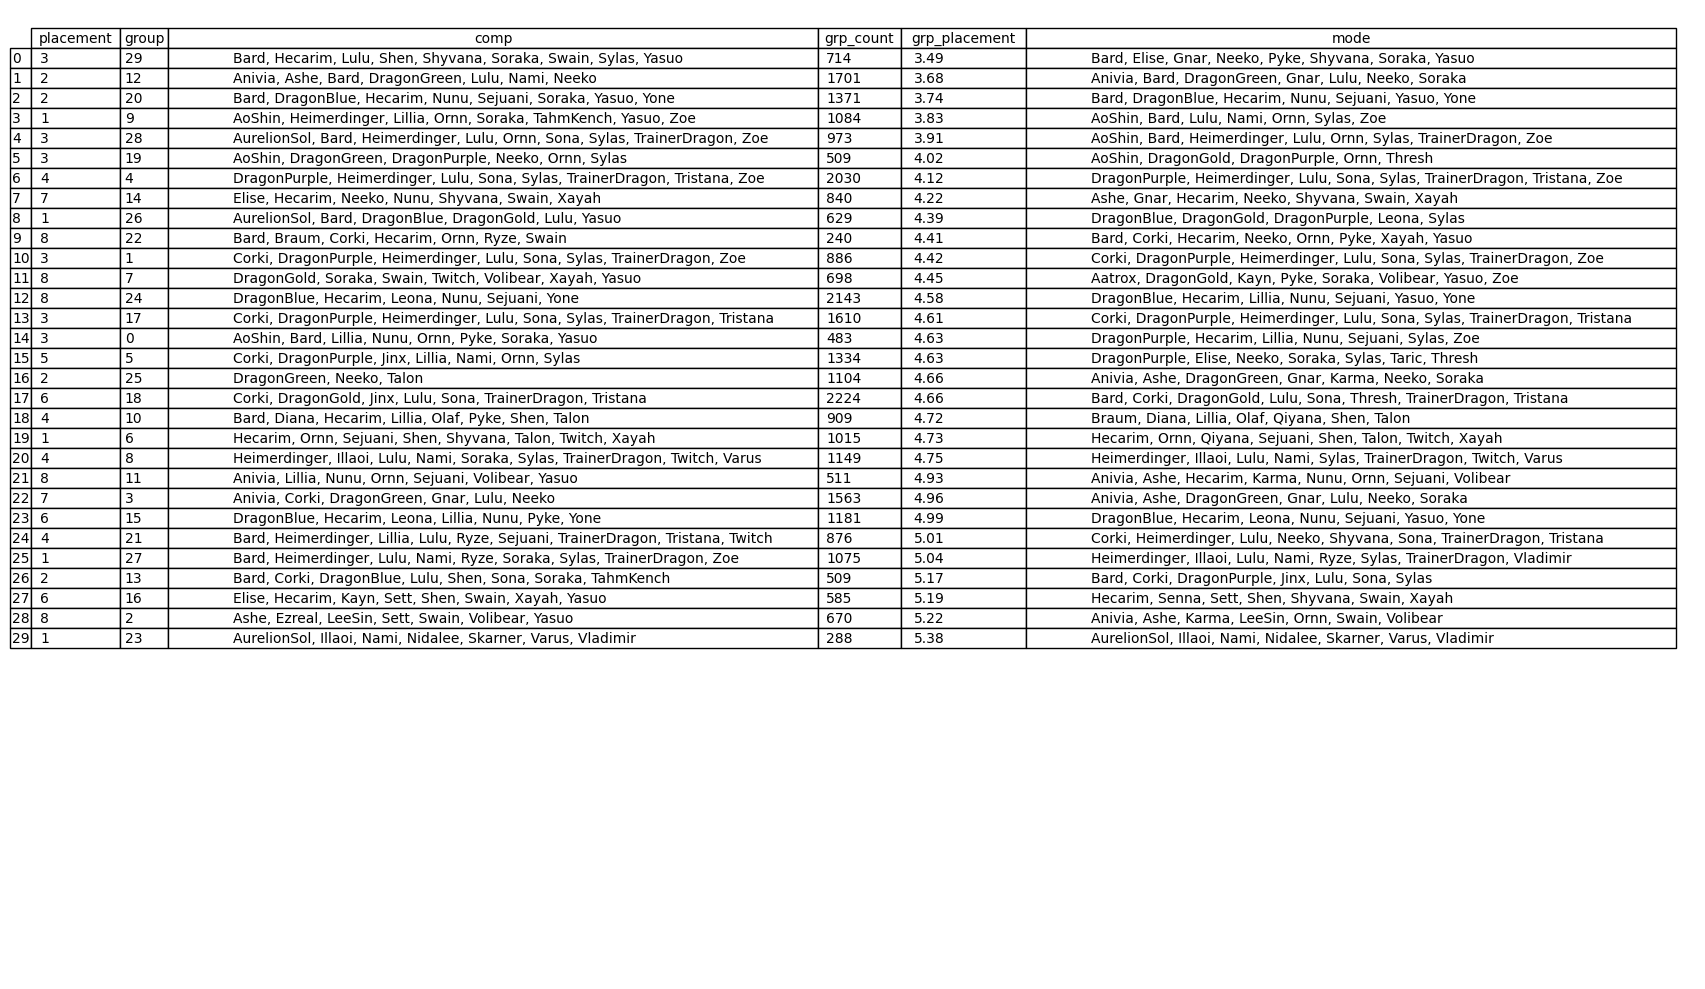 placement group comp grp_count grp_placement mode
0 3 29 Bard, Hecarim, Lulu, Shen, Shyvana, Soraka, Swain, Sylas, Yasuo 714 3.49 Bard, Elise, Gnar, Neeko, Pyke, Shyvana, Soraka, Yasuo
1 2 12 Anivia, Ashe, Bard, DragonGreen, Lulu, Nami, Neeko 1701 3.68 Anivia, Bard, DragonGreen, Gnar, Lulu, Neeko, Soraka
2 2 20 Bard, DragonBlue, Hecarim, Nunu, Sejuani, Soraka, Yasuo, Yone 1371 3.74 Bard, DragonBlue, Hecarim, Nunu, Sejuani, Yasuo, Yone
3 1 9 AoShin, Heimerdinger, Lillia, Ornn, Soraka, TahmKench, Yasuo, Zoe 1084 3.83 AoShin, Bard, Lulu, Nami, Ornn, Sylas, Zoe
4 3 28 AurelionSol, Bard, Heimerdinger, Lulu, Ornn, Sona, Sylas, TrainerDragon, Zoe 973 3.91 AoShin, Bard, Heimerdinger, Lulu, Ornn, Sylas, TrainerDragon, Zoe
5 3 19 AoShin, DragonGreen, DragonPurple, Neeko, Ornn, Sylas 509 4.02 AoShin, DragonGold, DragonPurple, Ornn, Thresh
6 4 4 DragonPurple, Heimerdinger, Lulu, Sona, Sylas, TrainerDragon, Tristana, Zoe 2030 4.12 DragonPurple, Heimerdinger, Lulu, Sona, Sylas, TrainerDragon, Tristana, Zoe
7 7 14 Elise, Hecarim, Neeko, Nunu, Shyvana, Swain, Xayah 840 4.22 Ashe, Gnar, Hecarim, Neeko, Shyvana, Swain, Xayah
8 1 26 AurelionSol, Bard, DragonBlue, DragonGold, Lulu, Yasuo 629 4.39 DragonBlue, DragonGold, DragonPurple, Leona, Sylas
9 8 22 Bard, Braum, Corki, Hecarim, Ornn, Ryze, Swain 240 4.41 Bard, Corki, Hecarim, Neeko, Ornn, Pyke, Xayah, Yasuo
10 3 1 Corki, DragonPurple, Heimerdinger, Lulu, Sona, Sylas, TrainerDragon, Zoe 886 4.42 Corki, DragonPurple, Heimerdinger, Lulu, Sona, Sylas, TrainerDragon, Zoe
11 8 7 DragonGold, Soraka, Swain, Twitch, Volibear, Xayah, Yasuo 698 4.45 Aatrox, DragonGold, Kayn, Pyke, Soraka, Volibear, Yasuo, Zoe
12 8 24 DragonBlue, Hecarim, Leona, Nunu, Sejuani, Yone 2143 4.58 DragonBlue, Hecarim, Lillia, Nunu, Sejuani, Yasuo, Yone
13 3 17 Corki, DragonPurple, Heimerdinger, Lulu, Sona, Sylas, TrainerDragon, Tristana 1610 4.61 Corki, DragonPurple, Heimerdinger, Lulu, Sona, Sylas, TrainerDragon, Tristana
14 3 0 AoShin, Bard, Lillia, Nunu, Ornn, Pyke, Soraka, Yasuo 483 4.63 DragonPurple, Hecarim, Lillia, Nunu, Sejuani, Sylas, Zoe
15 5 5 Corki, DragonPurple, Jinx, Lillia, Nami, Ornn, Sylas 1334 4.63 DragonPurple, Elise, Neeko, Soraka, Sylas, Taric, Thresh
16 2 25 DragonGreen, Neeko, Talon 1104 4.66 Anivia, Ashe, DragonGreen, Gnar, Karma, Neeko, Soraka
17 6 18 Corki, DragonGold, Jinx, Lulu, Sona, TrainerDragon, Tristana 2224 4.66 Bard, Corki, DragonGold, Lulu, Sona, Thresh, TrainerDragon, Tristana
18 4 10 Bard, Diana, Hecarim, Lillia, Olaf, Pyke, Shen, Talon 909 4.72 Braum, Diana, Lillia, Olaf, Qiyana, Shen, Talon
19 1 6 Hecarim, Ornn, Sejuani, Shen, Shyvana, Talon, Twitch, Xayah 1015 4.73 Hecarim, Ornn, Qiyana, Sejuani, Shen, Talon, Twitch, Xayah
20 4 8 Heimerdinger, Illaoi, Lulu, Nami, Soraka, Sylas, TrainerDragon, Twitch, Varus 1149 4.75 Heimerdinger, Illaoi, Lulu, Nami, Sylas, TrainerDragon, Twitch, Varus
21 8 11 Anivia, Lillia, Nunu, Ornn, Sejuani, Volibear, Yasuo 511 4.93 Anivia, Ashe, Hecarim, Karma, Nunu, Ornn, Sejuani, Volibear
22 7 3 Anivia, Corki, DragonGreen, Gnar, Lulu, Neeko 1563 4.96 Anivia, Ashe, DragonGreen, Gnar, Lulu, Neeko, Soraka
23 6 15 DragonBlue, Hecarim, Leona, Lillia, Nunu, Pyke, Yone 1181 4.99 DragonBlue, Hecarim, Leona, Nunu, Sejuani, Yasuo, Yone
24 4 21 Bard, Heimerdinger, Lillia, Lulu, Ryze, Sejuani, TrainerDragon, Tristana, Twitch 876 5.01 Corki, Heimerdinger, Lulu, Neeko, Shyvana, Sona, TrainerDragon, Tristana
25 1 27 Bard, Heimerdinger, Lulu, Nami, Ryze, Soraka, Sylas, TrainerDragon, Zoe 1075 5.04 Heimerdinger, Illaoi, Lulu, Nami, Ryze, Sylas, TrainerDragon, Vladimir
26 2 13 Bard, Corki, DragonBlue, Lulu, Shen, Sona, Soraka, TahmKench 509 5.17 Bard, Corki, DragonPurple, Jinx, Lulu, Sona, Sylas
27 6 16 Elise, Hecarim, Kayn, Sett, Shen, Swain, Xayah, Yasuo 585 5.19 Hecarim, Senna, Sett, Shen, Shyvana, Swain, Xayah
28 8 2 Ashe, Ezreal, LeeSin, Sett, Swain, Volibear, Yasuo 670 5.22 Anivia, Ashe, Karma, LeeSin, Ornn, Swain, Volibear
29 1 23 AurelionSol, Illaoi, Nami, Nidalee, Skarner, Varus, Vladimir 288 5.38 AurelionSol, Illaoi, Nami, Nidalee, Skarner, Varus, Vladimir